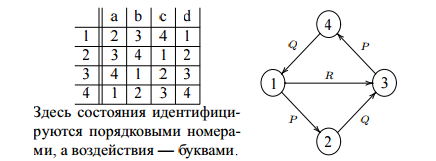 a b c d
1 2 3 4 1
2 3 4 1 2
3 4 1 2 3
4 1 2 3 4
Здесь состояния идентифици-
руются порядковыми номера-
ми, а воздействия — буквами.
4
Q P
1 R 3
P Q
2